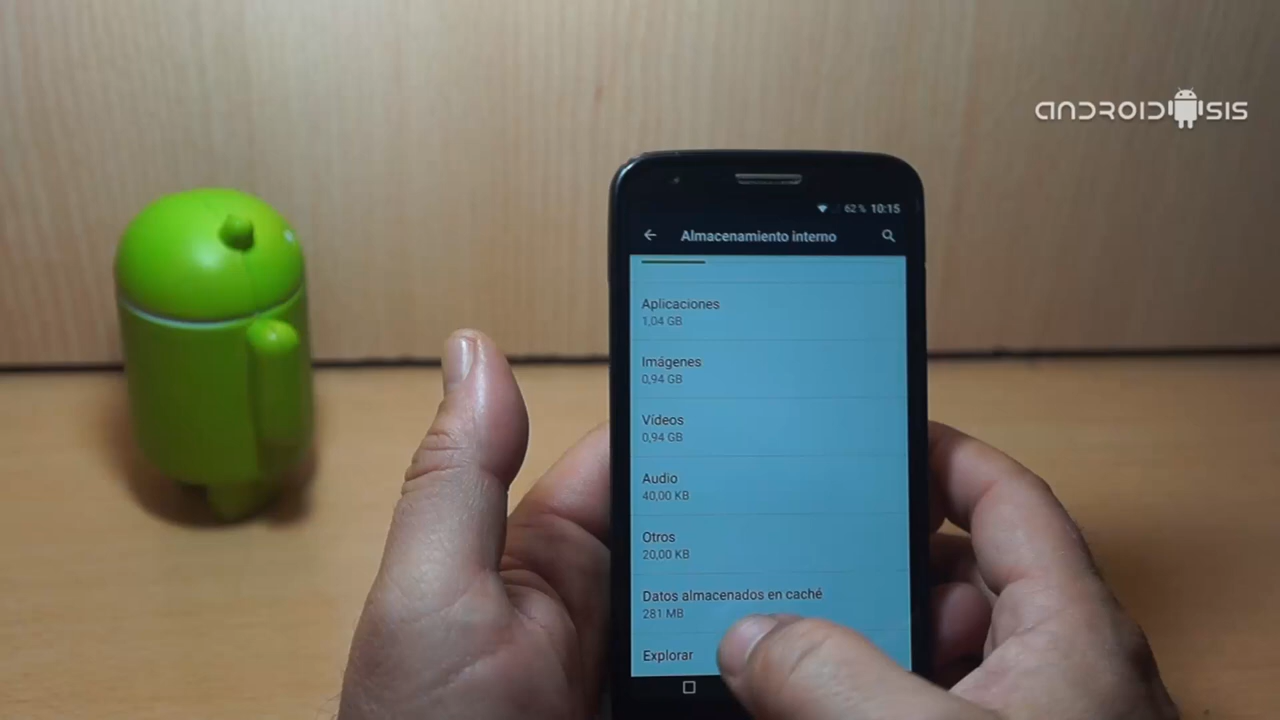 ANDROIDSIS
62 % 10:15
Almacenamiento interno
Aplicaciones
1,04 GB
Imágenes
0,94 GB
Vídeos
0,94 GB
Audio
40,00 KB
Otros
20,00 KB
Datos almacenados en caché
281 MB
Explorar